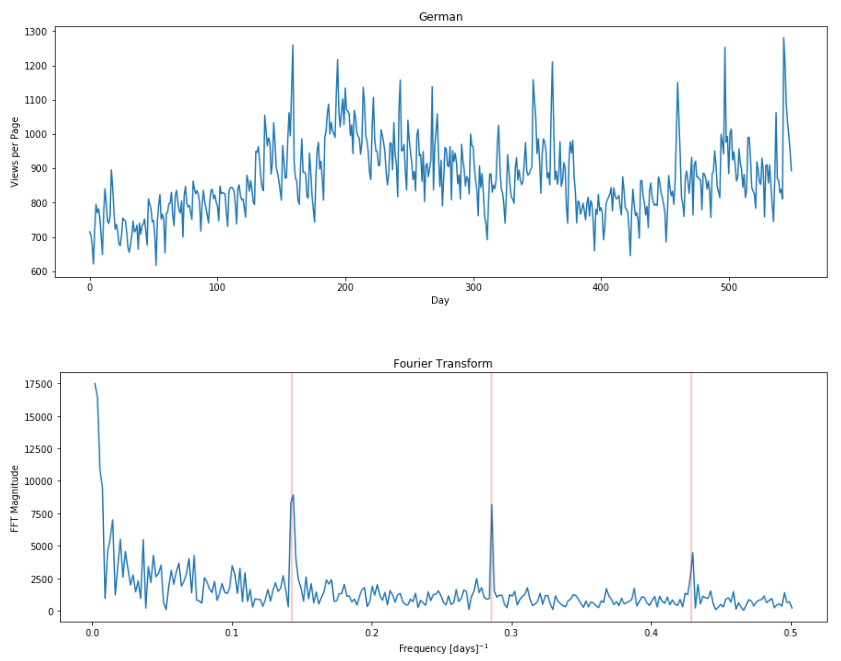 German
1300
1200
1100
1000
900
800
700
600
Views per Page
0 100 200 300 400 500
Day
Fourier Transform
17500
15000
12500
10000
7500
5000
2500
0
FFT Magnitude
0.0 0.1 0.2 0.3 0.4 0.5
Frequency [days]⁻¹